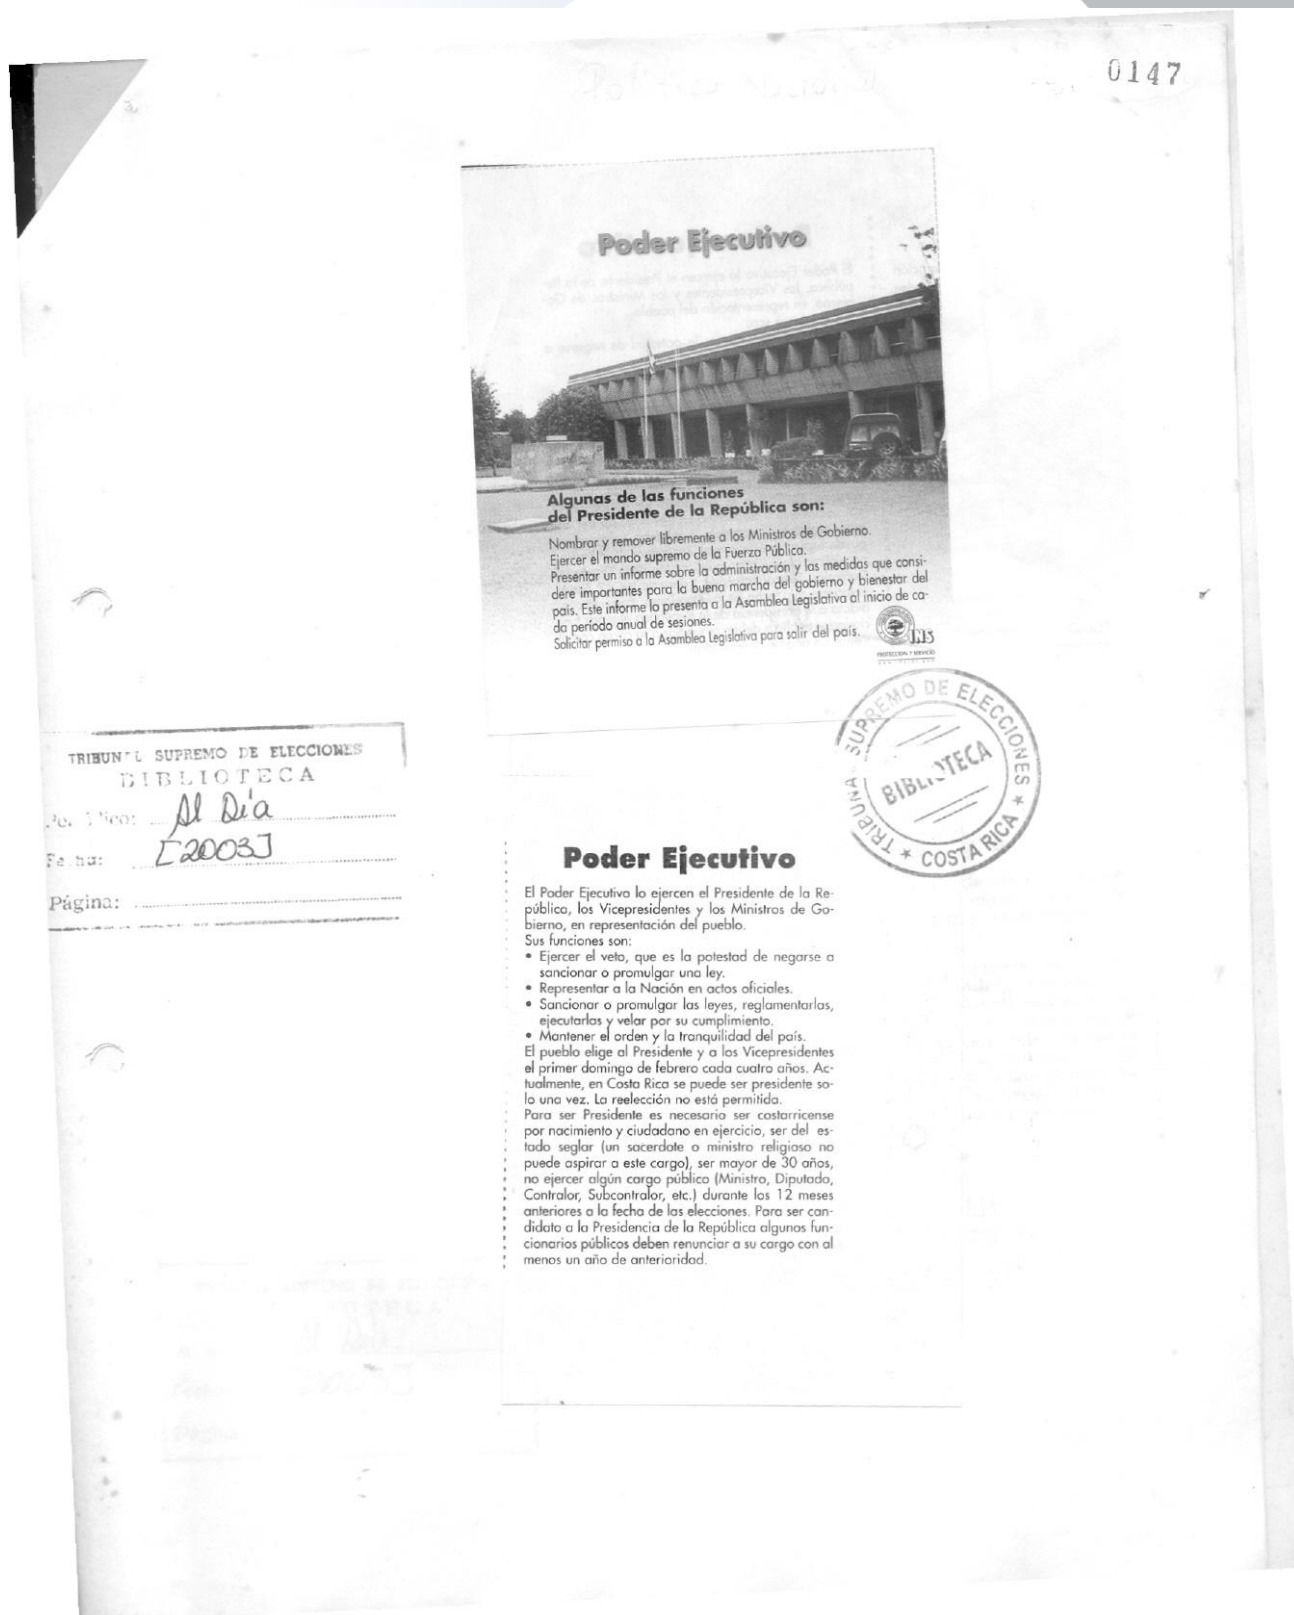 0147
Poder Ejecutivo
Algunas de las funciones
del Presidente de la República son:
Nombrar y remover libremente a los Ministros de Gobierno.
Ejercer el mando supremo de la Fuerza Pública.
Presentar un informe sobre la administración y las medidas que consi-
dere importantes para la buena marcha del gobierno y bienestar del
país. Este informe lo presenta a la Asamblea Legislativa al inicio de ca-
da período anual de sesiones.
Solicitar permiso a la Asamblea Legislativa para salir del país.
INS
PROTECCION Y SERVICIO
TRIBUNAL SUPREMO DE ELECCIONES
BIBLIOTECA
Al Día
Fecha: [2003]
Página:
TRIBUNA SUPREMO DE ELECCIONES
BIBLIOTECA
* COSTA RICA *
Poder Ejecutivo
El Poder Ejecutivo lo ejercen el Presidente de la Re-
pública, los Vicepresidentes y los Ministros de Go-
bierno, en representación del pueblo.
Sus funciones son:
• Ejercer el veto, que es la potestad de negarse a
sancionar o promulgar una ley.
• Representar a la Nación en actos oficiales.
• Sancionar o promulgar las leyes, reglamentarlas,
ejecutarlas y velar por su cumplimiento.
• Mantener el orden y la tranquilidad del país.
El pueblo elige al Presidente y a los Vicepresidentes
el primer domingo de febrero cada cuatro años. Ac-
tualmente, en Costa Rica se puede ser presidente so-
lo una vez. La reelección no está permitida.
Para ser Presidente es necesario ser costarricense
por nacimiento y ciudadano en ejercicio, ser del es-
tado seglar (un sacerdote o ministro religioso no
puede aspirar a este cargo), ser mayor de 30 años,
no ejercer algún cargo público (Ministro, Diputado,
Contralor, Subcontralor, etc.) durante los 12 meses
anteriores a la fecha de las elecciones. Para ser can-
didato a la Presidencia de la República algunos fun-
cionarios públicos deben renunciar a su cargo con al
menos un año de anterioridad.